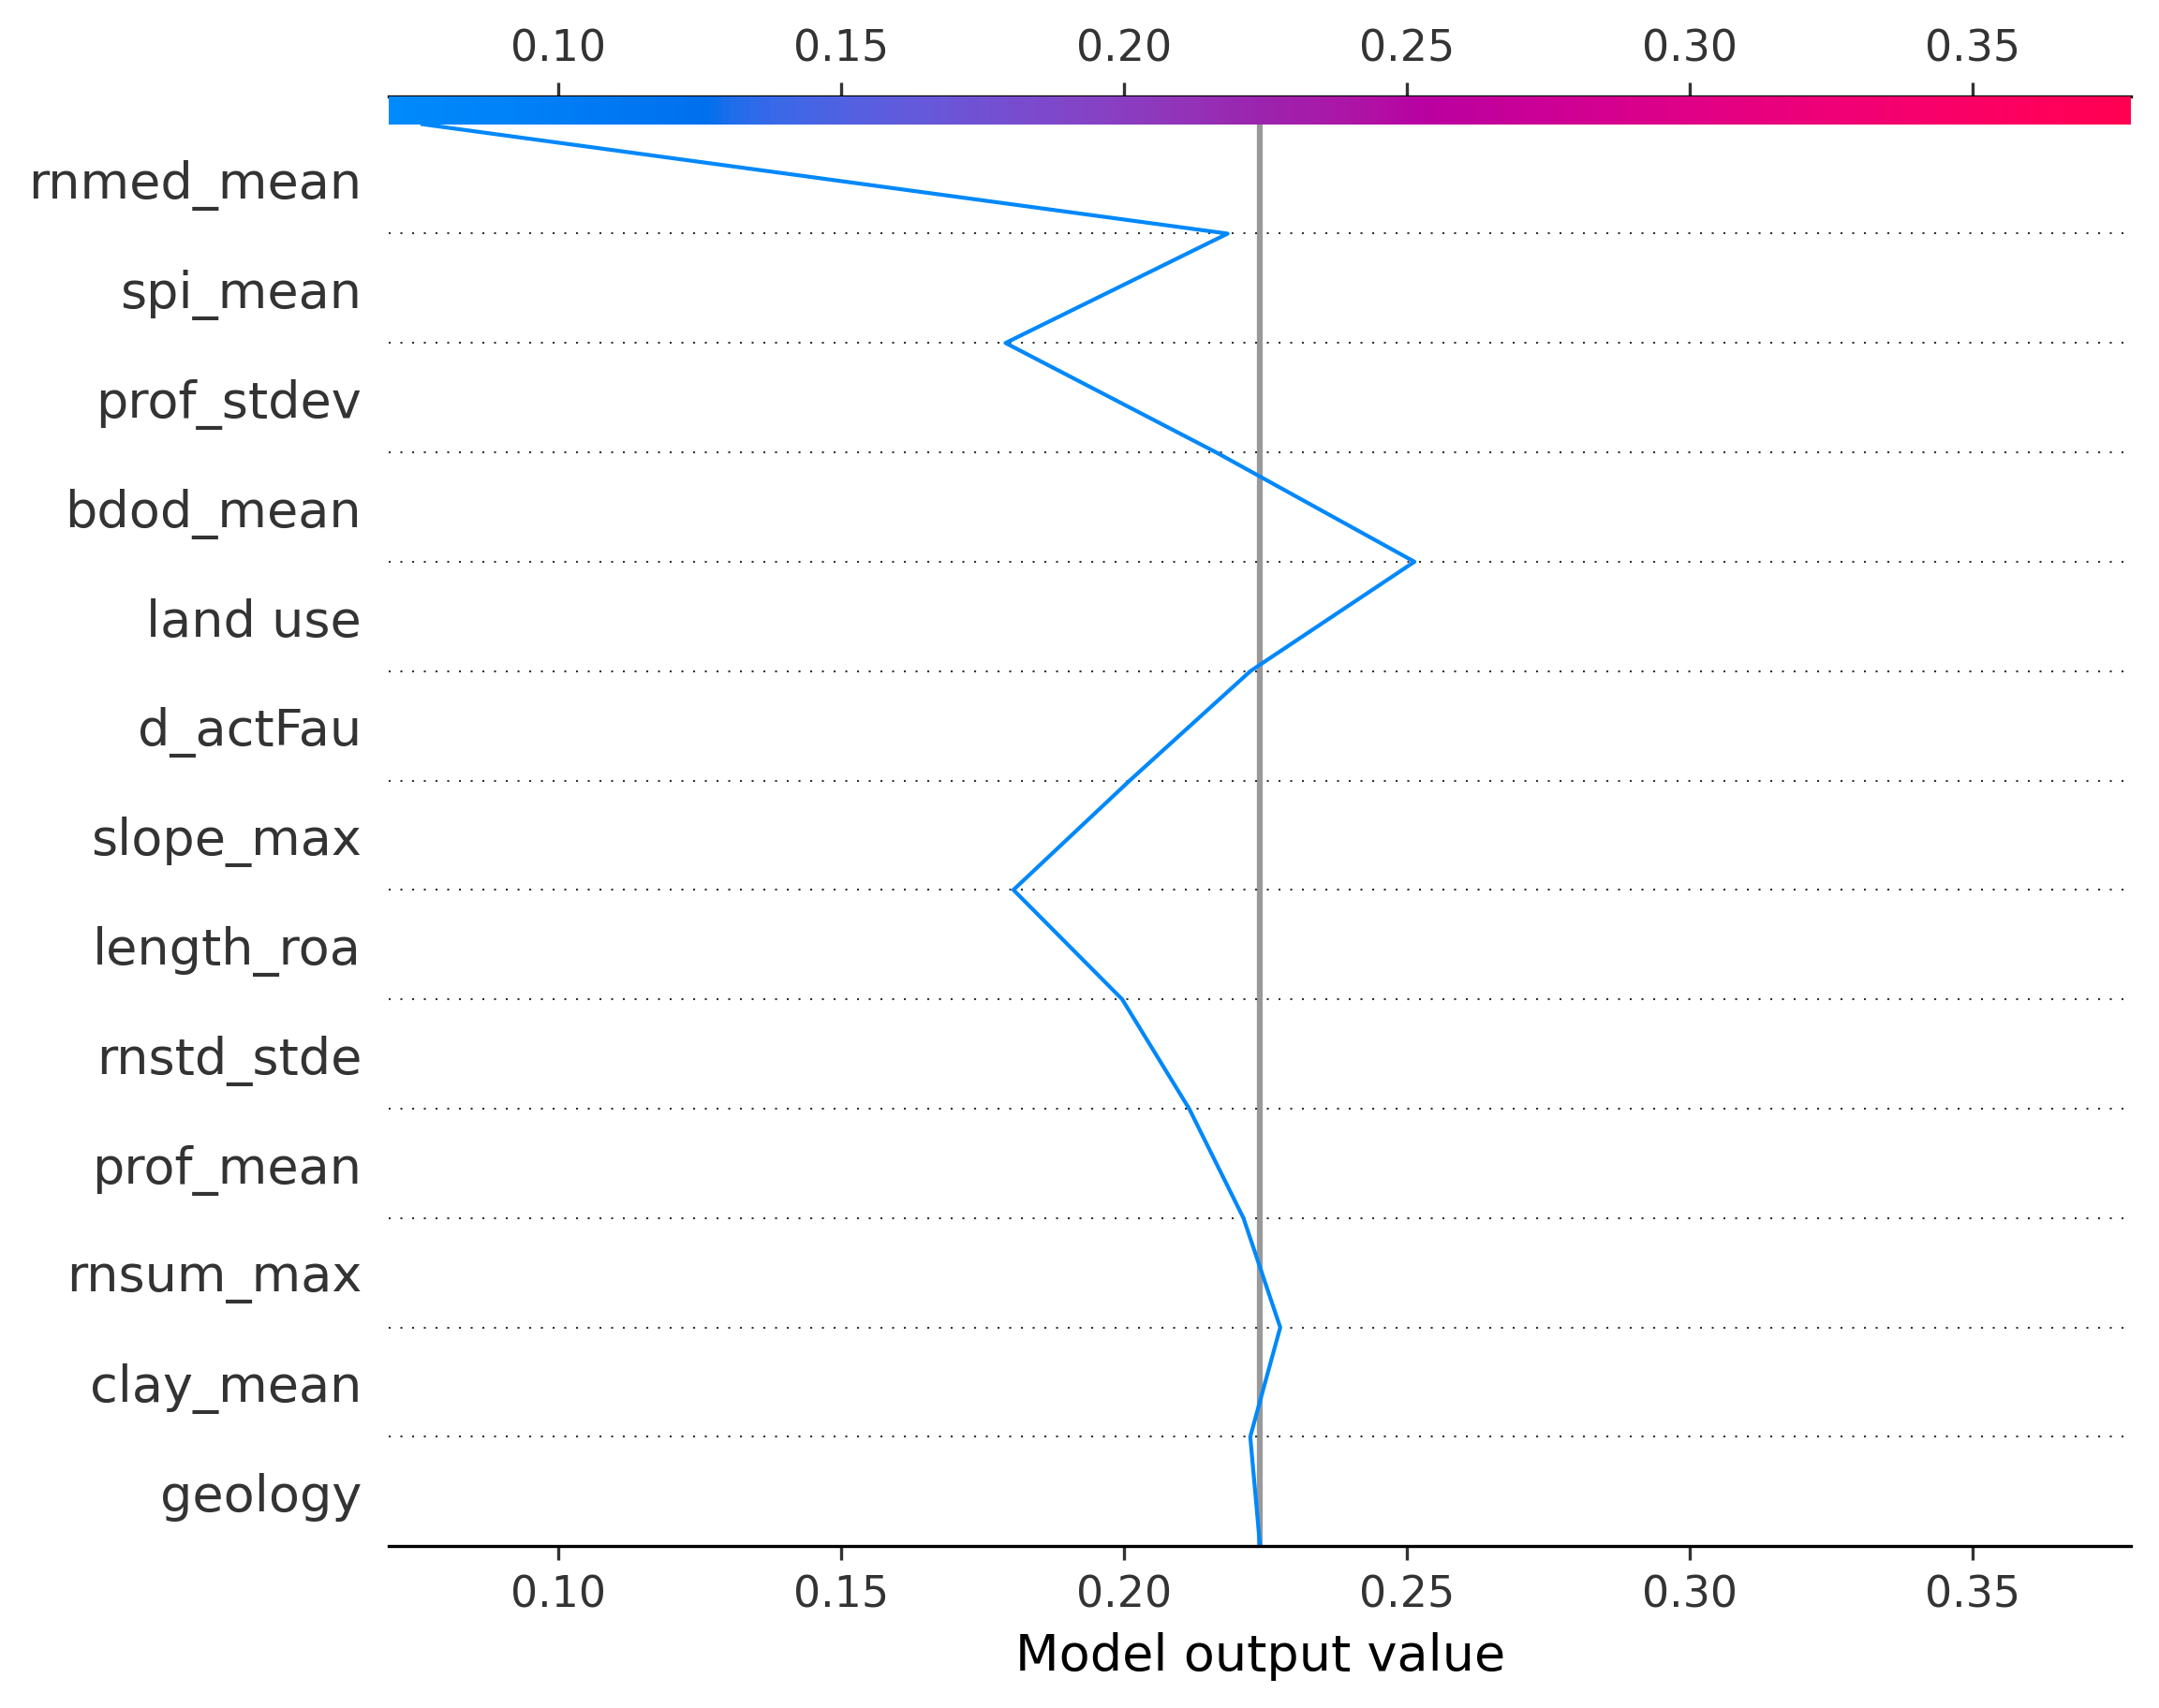 0.10 0.15 0.20 0.25 0.30 0.35
rnmed_mean
spi_mean
prof_stdev
bdod_mean
land use
d_actFau
slope_max
length_roa
rnstd_stde
prof_mean
rnsum_max
clay_mean
geology
0.10 0.15 0.20 0.25 0.30 0.35
Model output value